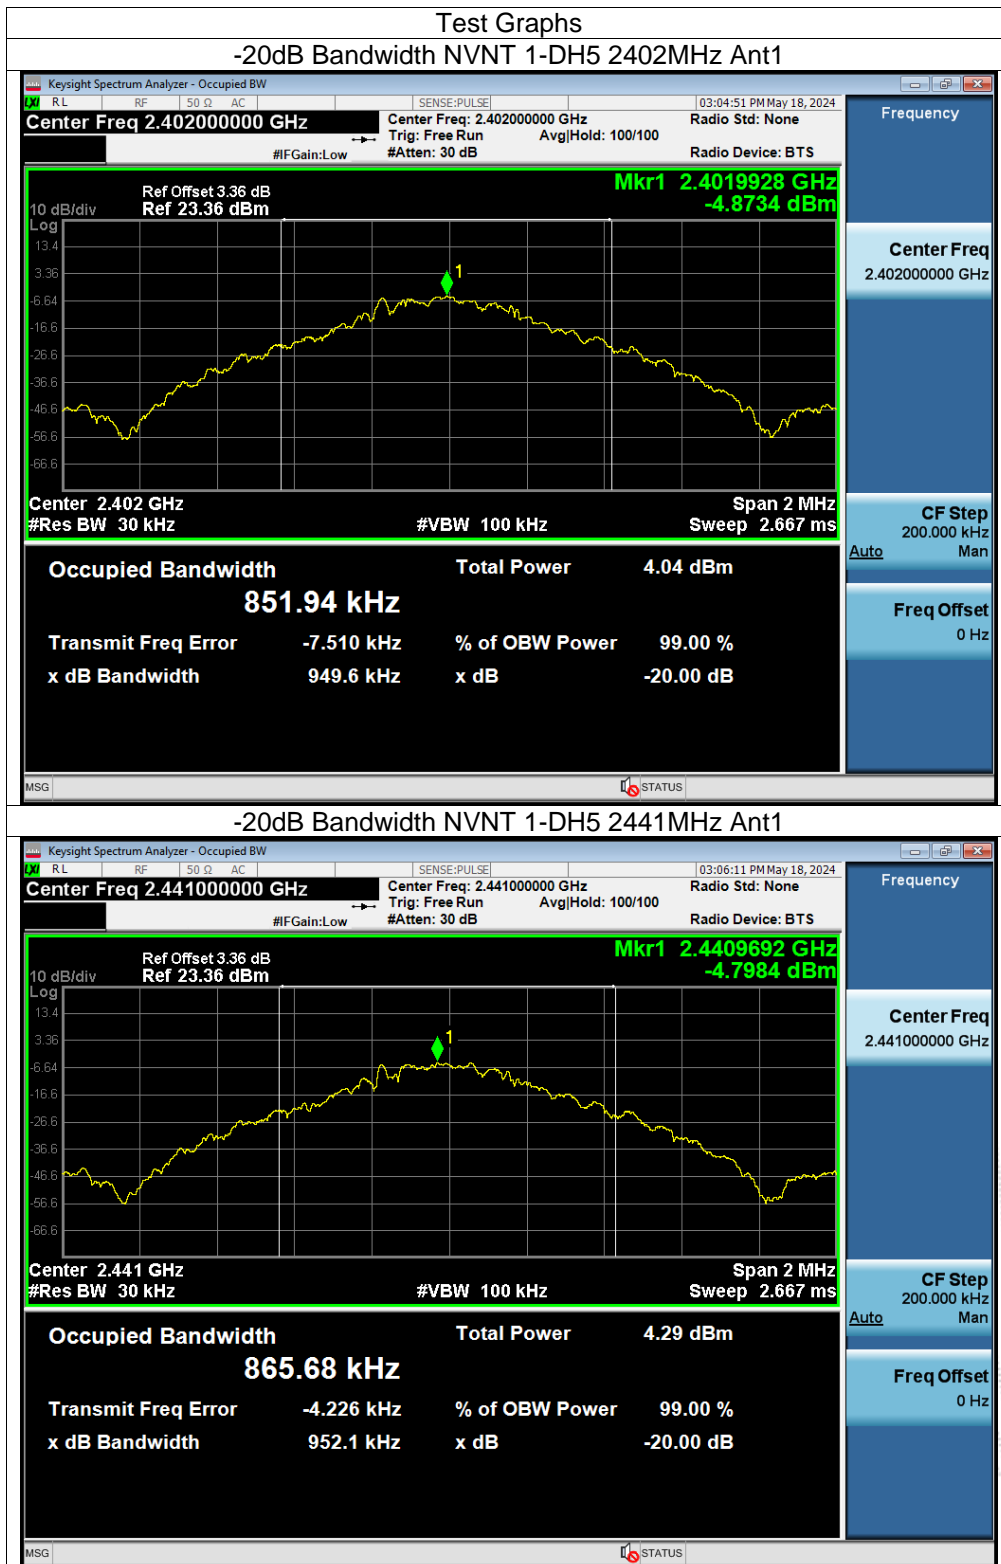 Test Graphs
-20dB Bandwidth NVNT 1-DH5 2402MHz Ant1
Keysight Spectrum Analyzer - Occupied BW
LXI RL RF 50 Ω AC SENSE:PULSE 03:04:51 PM May 18, 2024
Center Freq 2.402000000 GHz Center Freq: 2.402000000 GHz Radio Std: None Frequency
Trig: Free Run Avg|Hold: 100/100
#IFGain:Low #Atten: 30 dB Radio Device: BTS
Mkr1 2.4019928 GHz
Ref Offset 3.36 dB
10 dB/div Ref 23.36 dBm -4.8734 dBm
Log
13.4
Center Freq
2.402000000 GHz
3.36
1
-6.64
-16.6
-26.6
-36.6
-46.6
-56.6
-66.6
Center 2.402 GHz Span 2 MHz
#Res BW 30 kHz #VBW 100 kHz Sweep 2.667 ms
CF Step
200.000 kHz
Auto Man
Occupied Bandwidth Total Power 4.04 dBm
851.94 kHz
Freq Offset
0 Hz
Transmit Freq Error -7.510 kHz % of OBW Power 99.00 %
x dB Bandwidth 949.6 kHz x dB -20.00 dB
MSG STATUS
-20dB Bandwidth NVNT 1-DH5 2441MHz Ant1
Keysight Spectrum Analyzer - Occupied BW
LXI RL RF 50 Ω AC SENSE:PULSE 03:06:11 PM May 18, 2024
Center Freq 2.441000000 GHz Center Freq: 2.441000000 GHz Radio Std: None Frequency
Trig: Free Run Avg|Hold: 100/100
#IFGain:Low #Atten: 30 dB Radio Device: BTS
Mkr1 2.4409692 GHz
Ref Offset 3.36 dB
10 dB/div Ref 23.36 dBm -4.7984 dBm
Log
13.4
Center Freq
2.441000000 GHz
3.36
1
-6.64
-16.6
-26.6
-36.6
-46.6
-56.6
-66.6
Center 2.441 GHz Span 2 MHz
#Res BW 30 kHz #VBW 100 kHz Sweep 2.667 ms
CF Step
200.000 kHz
Auto Man
Occupied Bandwidth Total Power 4.29 dBm
865.68 kHz
Freq Offset
0 Hz
Transmit Freq Error -4.226 kHz % of OBW Power 99.00 %
x dB Bandwidth 952.1 kHz x dB -20.00 dB
MSG STATUS